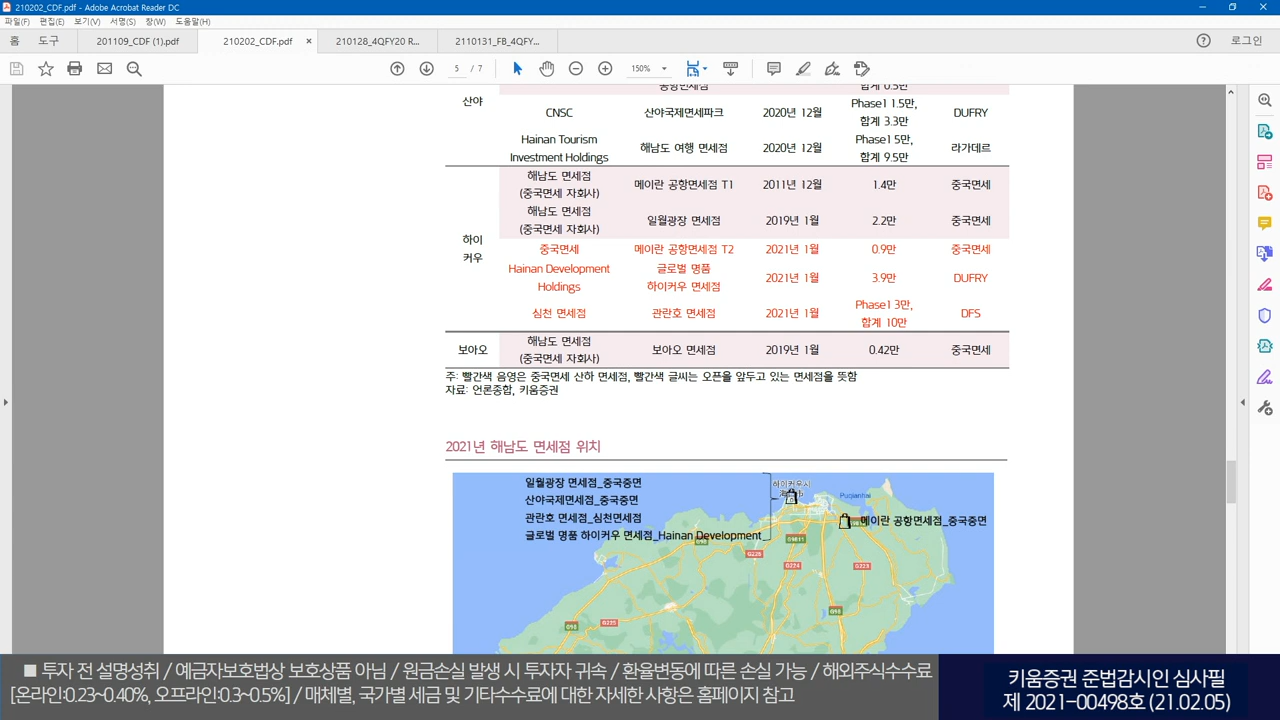 210202_CDF.pdf - Adobe Acrobat Reader DC
파일(F) 편집(E) 보기(V) 서명(S) 창(W) 도움말(H)
홈 도구 201109_CDF (1).pdf 210202_CDF.pdf × 210128_4QFY20 R... 2110131_FB_4QFY... 로그인
5 / 7 150%
공항면세점 합계 0.5만
산야 CNSC 산야국제면세파크 2020년 12월 Phase1 1.5만, 합계 3.3만 DUFRY
Hainan Tourism Investment Holdings 해남도 여행 면세점 2020년 12월 Phase1 5만, 합계 9.5만 라가데르
하이커우 해남도 면세점 (중국면세 자회사) 메이란 공항면세점 T1 2011년 12월 1.4만 중국면세
해남도 면세점 (중국면세 자회사) 일월광장 면세점 2019년 1월 2.2만 중국면세
중국면세 메이란 공항면세점 T2 2021년 1월 0.9만 중국면세
Hainan Development Holdings 글로벌 명품 하이커우 면세점 2021년 1월 3.9만 DUFRY
심천 면세점 관란호 면세점 2021년 1월 Phase1 3만, 합계 10만 DFS
보아오 해남도 면세점 (중국면세 자회사) 보아오 면세점 2019년 1월 0.42만 중국면세
주: 빨간색 음영은 중국면세 산하 면세점, 빨간색 글씨는 오픈을 앞두고 있는 면세점을 뜻함
자료: 언론종합, 키움증권
2021년 해남도 면세점 위치
일월광장 면세점_중국중면
산야국제면세점_중국중면
관란호 면세점_심천면세점
글로벌 명품 하이커우 면세점_Hainan Development
하이커우시
메이란 공항면세점_중국중면
G98
G9811
G226
G224
G223
G98
G98
G225
■ 투자 전 설명성취 / 예금자보호법상 보호상품 아님 / 원금손실 발생 시 투자자 귀속 / 환율변동에 따른 손실 가능 / 해외주식수수료
[온라인:0.23~0.40%, 오프라인:0.3~0.5%] / 매체별, 국가별 세금 및 기타수수료에 대한 자세한 사항은 홈페이지 참고
키움증권 준법감시인 심사필
제 2021-00498호 (21.02.05)